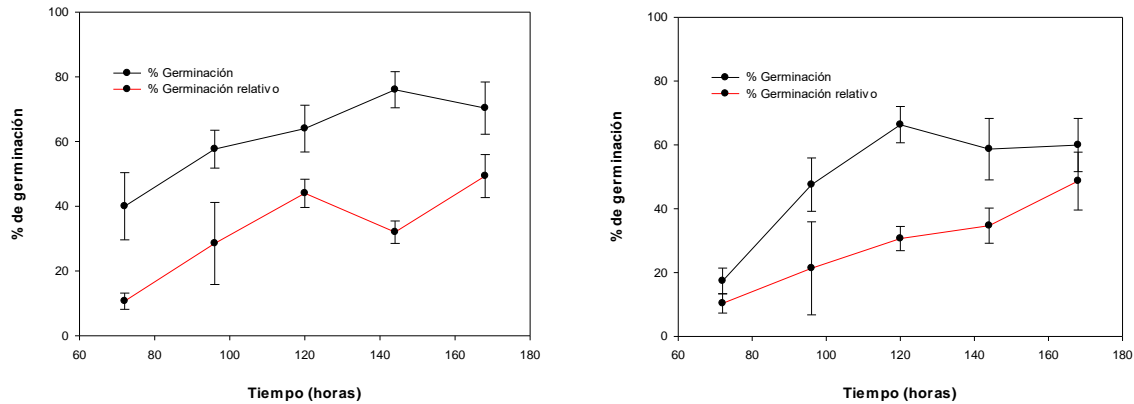 100
80
60
40
20
0
% de germinación
% Germinación
% Germinación relativo
60 80 100 120 140 160 180
Tiempo (horas)
100
80
60
40
20
0
% de germinación
% Germinación
% Germinación relativo
60 80 100 120 140 160 180
Tiempo (horas)